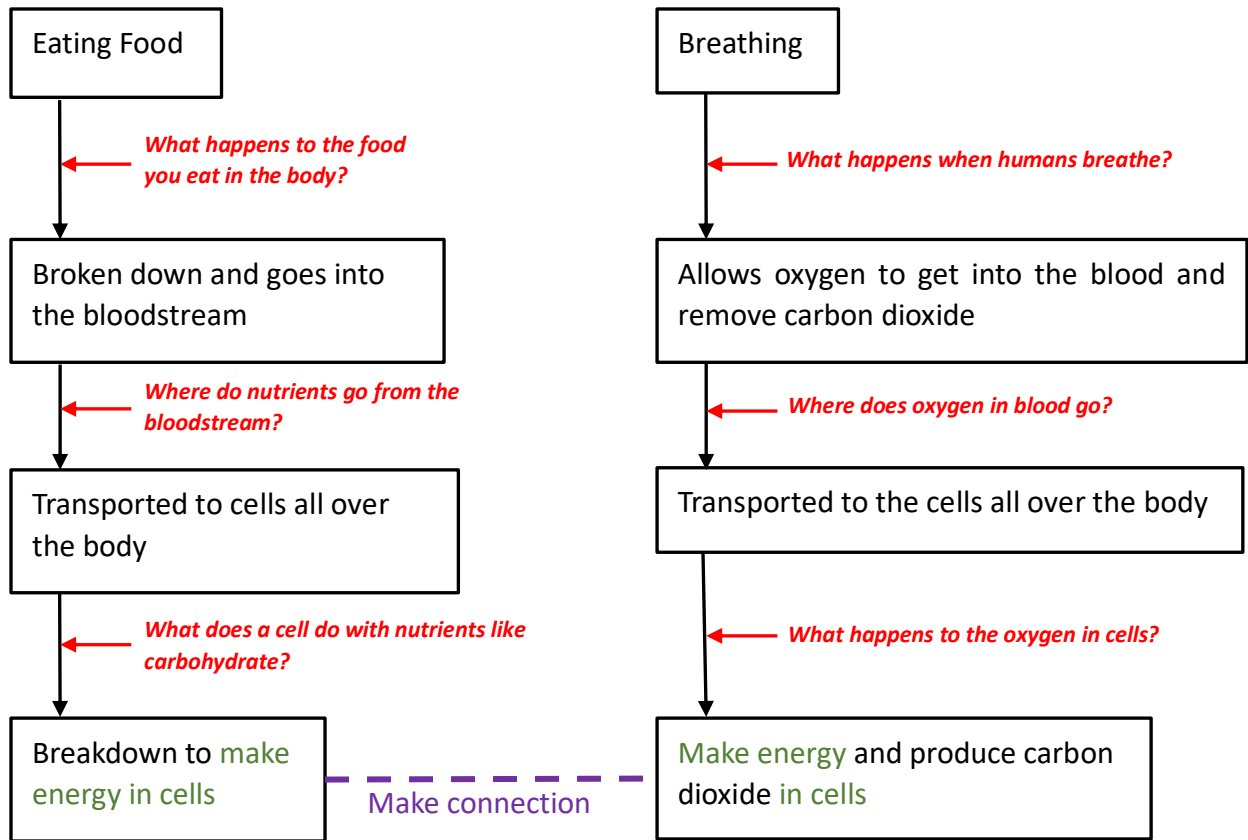 Eating Food
What happens to the food
you eat in the body?
Broken down and goes into
the bloodstream
Where do nutrients go from the
bloodstream?
Transported to cells all over
the body
What does a cell do with nutrients like
carbohydrate?
Breakdown to make
energy in cells
Make connection
Breathing
What happens when humans breathe?
Allows oxygen to get into the blood and
remove carbon dioxide
Where does oxygen in blood go?
Transported to the cells all over the body
What happens to the oxygen in cells?
Make energy and produce carbon
dioxide in cells